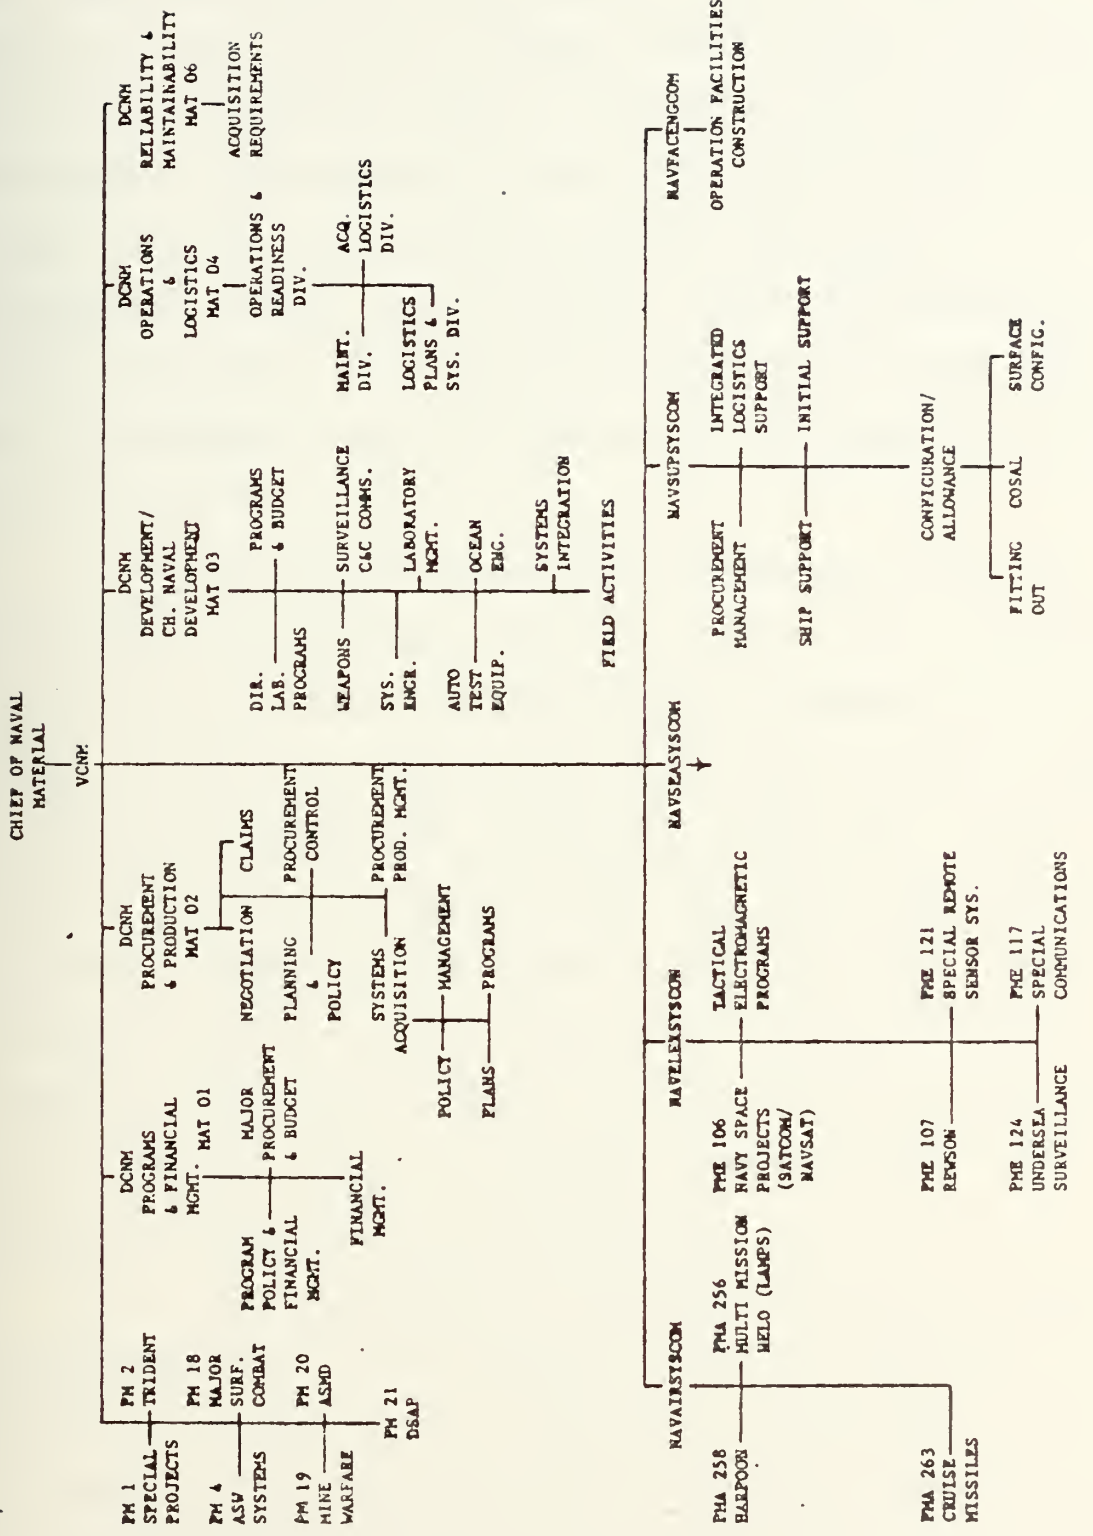 CHIEF OF NAVAL
MATERIAL
VCNM
PM 1
SPECIAL
PROJECTS
PM 2
TRIDENT
PM 4
ASW
SYSTEMS
PM 18
MAJOR
SURF.
COMBAT
PM 19
MINE
WARFARE
PM 20
ASMD
PM 21
DSAP
DCNM
PROGRAMS
& FINANCIAL
MGMT. MAT 01
PROGRAM
POLICY &
FINANCIAL
MGMT.
MAJOR
PROCUREMENT
& BUDGET
FINANCIAL
MGMT.
DCNM
PROCUREMENT
& PRODUCTION
MAT 02
NEGOTIATION
CLAIMS
PLANNING
&
POLICY
PROCUREMENT
CONTROL
SYSTEMS
ACQUISITION
PROCUREMENT
PROD. MGMT.
POLICY
MANAGEMENT
PLANS
PROGRAMS
DCNM
DEVELOPMENT/
CH. NAVAL
DEVELOPMENT
MAT 03
DIR.
LAB.
PROGRAMS
PROGRAMS
& BUDGET
WEAPONS
SURVEILLANCE
C&C COMMS.
SYS.
ENGR.
LABORATORY
MGMT.
AUTO
TEST
EQUIP.
OCEAN
ENG.
SYSTEMS
INTEGRATION
FIELD ACTIVITIES
DCNM
OPERATIONS
&
LOGISTICS
MAT 04
OPERATIONS &
READINESS
DIV.
MAINT.
DIV.
ACQ.
LOGISTICS
DIV.
LOGISTICS
PLANS &
SYS. DIV.
DCNM
RELIABILITY &
MAINTAINABILITY
MAT 06
ACQUISITION
REQUIREMENTS
NAVAIRSYSCOM
PMA 258
HARPOON
PMA 256
MULTI MISSION
HELO (LAMPS)
PMA 263
CRUISE
MISSILES
NAVELEXSYSCOM
PME 106
NAVY SPACE
PROJECTS
(SATCOM/
NAVSAT)
TACTICAL
ELECTROMAGNETIC
PROGRAMS
PME 107
REWSON
PME 121
SPECIAL REMOTE
SENSOR SYS.
PME 124
UNDERSEA
SURVEILLANCE
PME 117
SPECIAL
COMMUNICATIONS
NAVSEASYSCOM
NAVSUPSYSCOM
PROCUREMENT
MANAGEMENT
INTEGRATED
LOGISTICS
SUPPORT
SHIP SUPPORT
INITIAL SUPPORT
CONFIGURATION/
ALLOWANCE
FITTING
OUT
COSAL
SURFACE
CONFIG.
NAVFACENGCOM
OPERATION FACILITIES
CONSTRUCTION